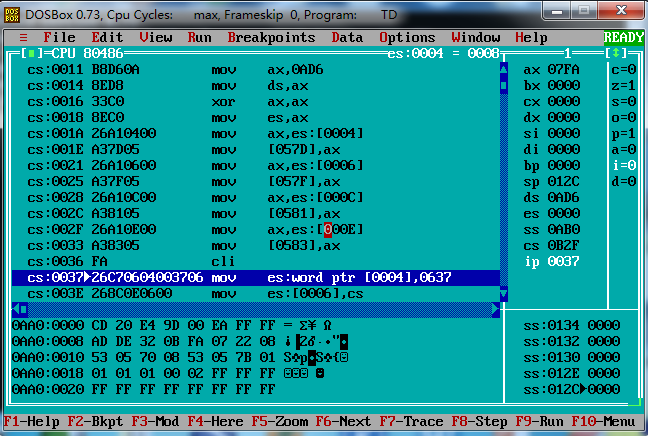 DOSBox 0.73, Cpu Cycles: max, Frameskip 0, Program: TD
≡ File Edit View Run Breakpoints Data Options Window Help READY
[■]=CPU 80486 es:0004 = 0008 1 [↕]
cs:0011 B8D60A mov ax,0AD6 ax 07FA c=0
cs:0014 8ED8 mov ds,ax bx 0000 z=1
cs:0016 33C0 xor ax,ax cx 0000 s=0
cs:0018 8EC0 mov es,ax dx 0000 o=0
cs:001A 26A10400 mov ax,es:[0004] si 0000 p=1
cs:001E A37D05 mov [057D],ax di 0000 a=0
cs:0021 26A10600 mov ax,es:[0006] bp 0000 i=0
cs:0025 A37F05 mov [057F],ax sp 012C d=0
cs:0028 26A10C00 mov ax,es:[000C] ds 0AD6
cs:002C A38105 mov [0581],ax es 0000
cs:002F 26A10E00 mov ax,es:[000E] ss 0AB0
cs:0033 A38305 mov [0583],ax cs 0B2F
cs:0036 FA cli ip 0037
cs:0037►26C70604003706 mov es:word ptr [0004],0637
cs:003E 268C0E0600 mov es:[0006],cs
0AA0:0000 CD 20 E4 9D 00 EA FF FF = Σ¥ Ω ss:0134 0000
0AA0:0008 AD DE 32 0B FA 07 22 08 ss:0132 0000
0AA0:0010 53 05 70 08 53 05 7B 01 S♣p◘S♣{☺ ss:0130 0000
0AA0:0018 01 01 01 00 02 FF FF FF ☺☺☺ ☻ ss:012E 0000
0AA0:0020 FF FF FF FF FF FF FF FF ss:012C►0000
F1-Help F2-Bkpt F3-Mod F4-Here F5-Zoom F6-Next F7-Trace F8-Step F9-Run F10-Menu